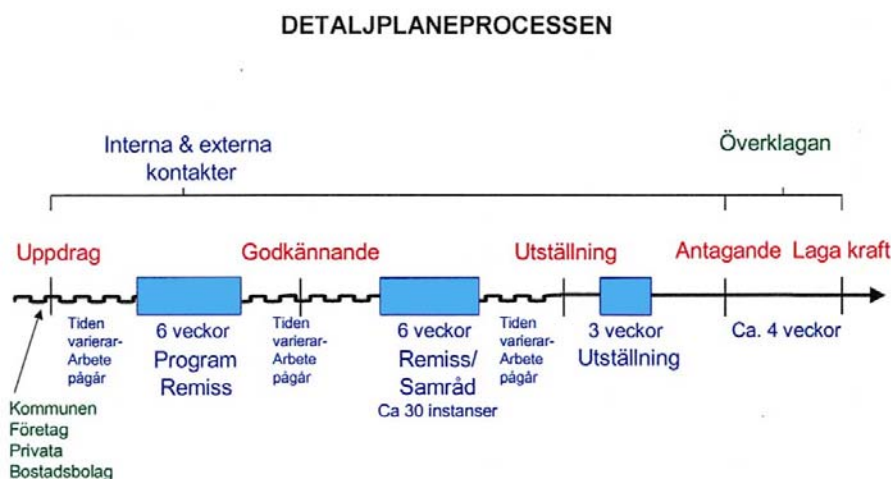 DETALJPLANEPROCESSEN
Interna & externa
kontakter
Överklagan
Uppdrag
Godkännande
Utställning
Antagande
Laga kraft
Tiden
varierar-
Arbete
pågår
6 veckor
Program
Remiss
Tiden
varierar-
Arbete
pågår
6 veckor
Remiss/
Samråd
Ca 30 instanser
Tiden
varierar-
Arbete
pågår
3 veckor
Utställning
Ca. 4 veckor
Kommunen
Företag
Privata
Bostadsbolag